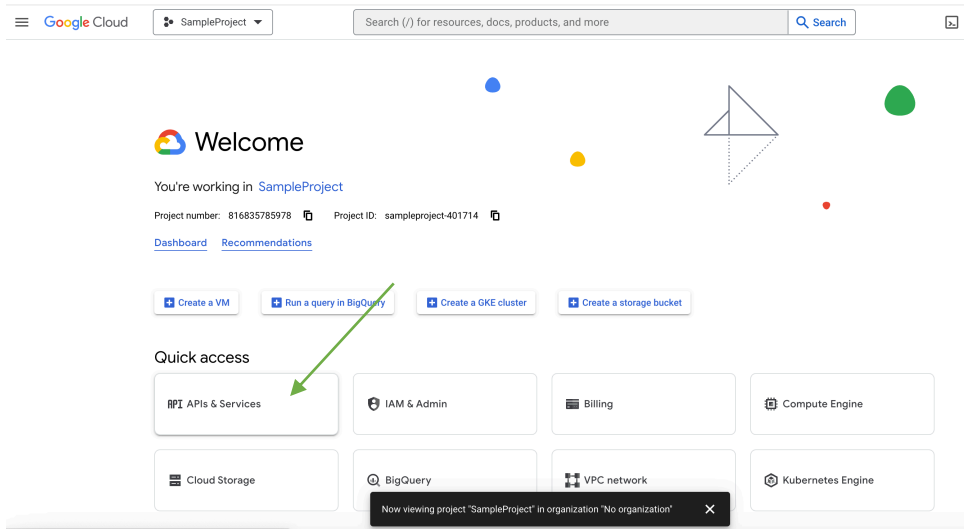 Google Cloud
SampleProject
Search (/) for resources, docs, products, and more
Search
Welcome
You're working in SampleProject
Project number: 816835785978 Project ID: sampleproject-401714
Dashboard Recommendations
Create a VM
Run a query in BigQuery
Create a GKE cluster
Create a storage bucket
Quick access
API APIs & Services
IAM & Admin
Billing
Compute Engine
Cloud Storage
BigQuery
VPC network
Kubernetes Engine
Now viewing project "SampleProject" in organization "No organization"